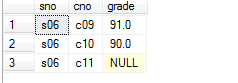 sno cno grade
1 s06 c09 91.0
2 s06 c10 90.0
3 s06 c11 NULL